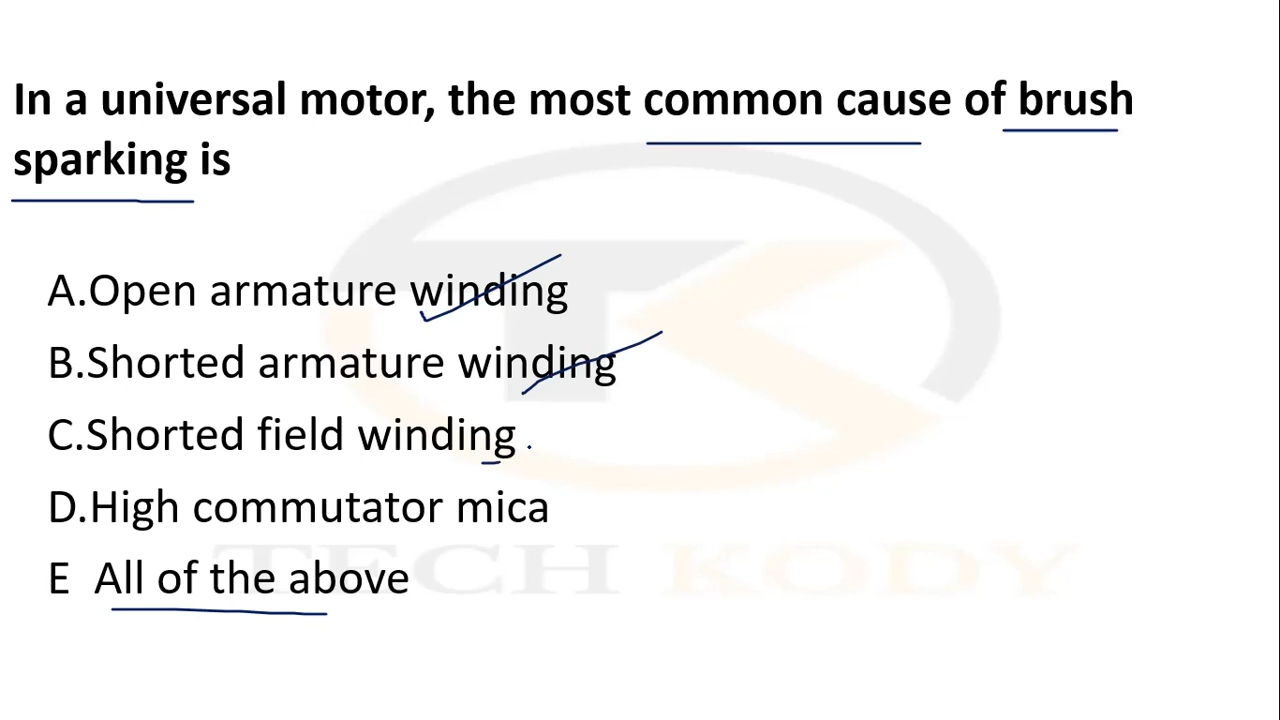 In a universal motor, the most common cause of brush
sparking is
A.Open armature winding
B.Shorted armature winding
C.Shorted field winding
D.High commutator mica
E All of the above
TECH KODY